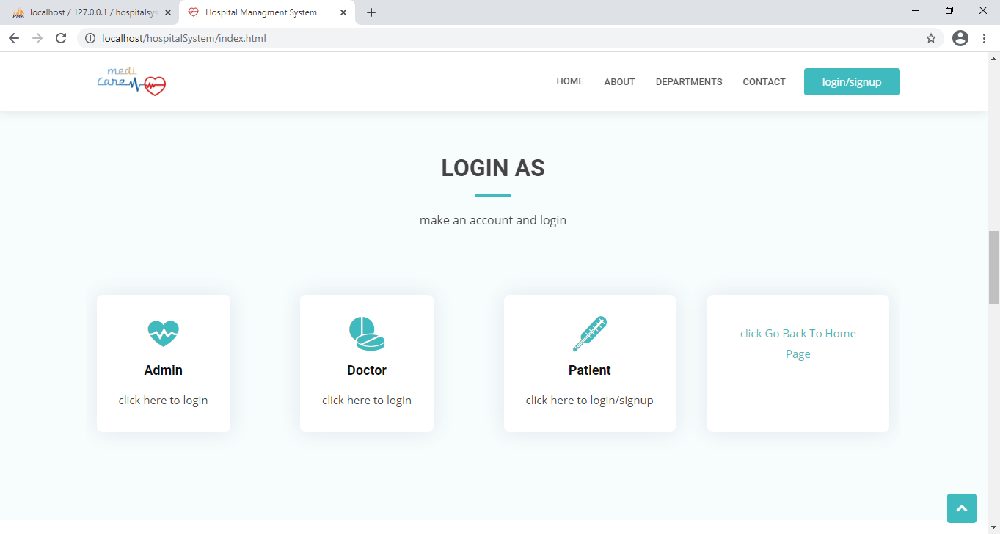 localhost / 127.0.0.1 / hospitalsys
Hospital Managment System
localhost/hospitalSystem/index.html
medi
care
HOME ABOUT DEPARTMENTS CONTACT login/signup
LOGIN AS
make an account and login
Admin
click here to login
Doctor
click here to login
Patient
click here to login/signup
click Go Back To Home
Page